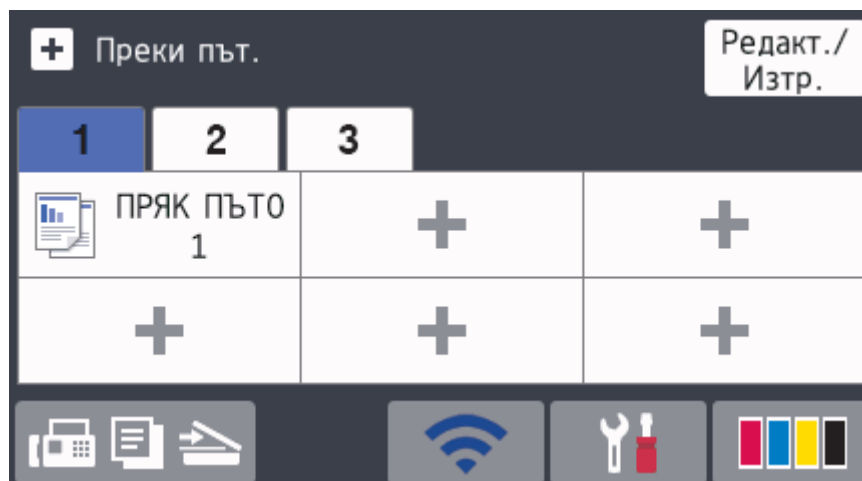 Преки път.
Редакт./
Изтр.
1
2
3
ПРЯК ПЪТО
1